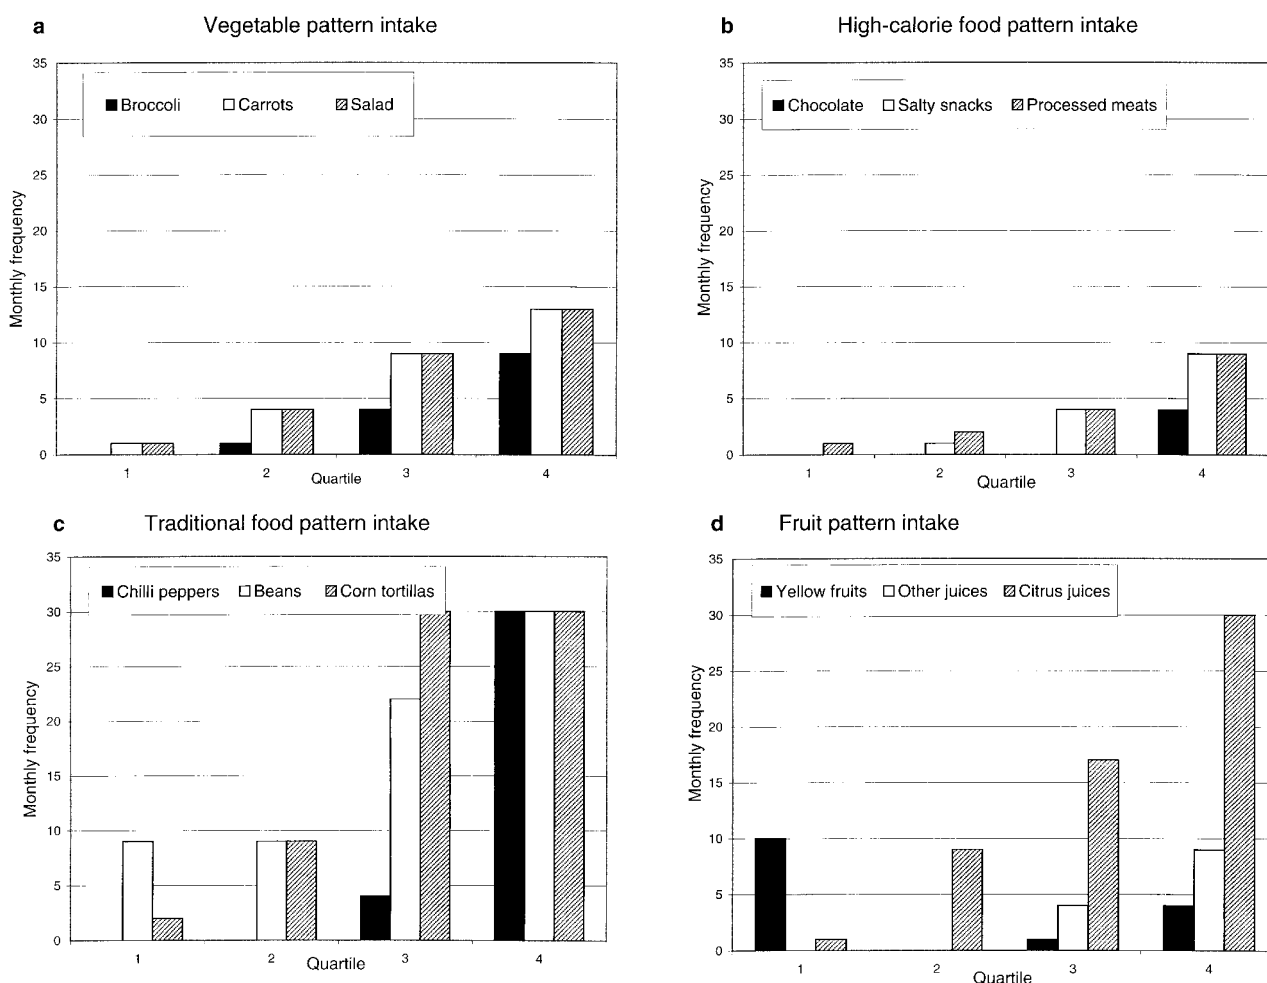 a Vegetable pattern intake
35
30
25
20
15
10
5
0
Monthly frequency
Broccoli Carrots Salad
1 2 3 4
Quartile
b High-calorie food pattern intake
35
30
25
20
15
10
5
0
Monthly frequency
Chocolate Salty snacks Processed meats
1 2 3 4
Quartile
c Traditional food pattern intake
35
30
25
20
15
10
5
0
Monthly frequency
Chilli peppers Beans Corn tortillas
1 2 3 4
Quartile
d Fruit pattern intake
35
30
25
20
15
10
5
0
Monthly frequency
Yellow fruits Other juices Citrus juices
1 2 3 4
Quartile